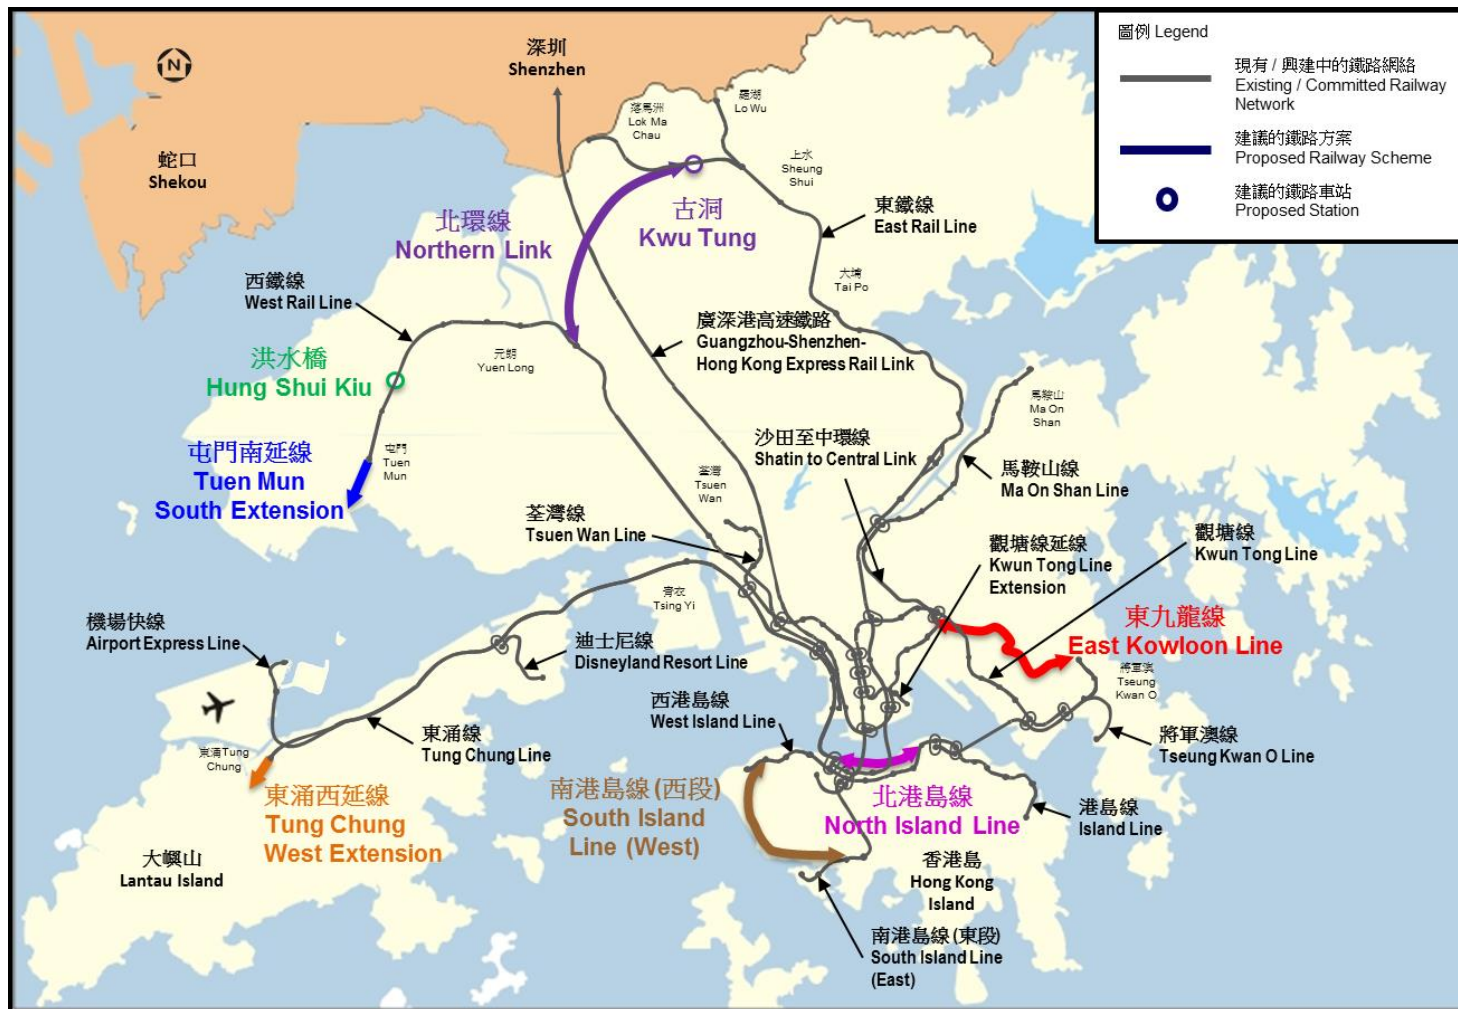 圖例 Legend
現有 / 興建中的鐵路網絡
Existing / Committed Railway
Network
建議的鐵路方案
Proposed Railway Scheme
建議的鐵路車站
Proposed Station
N
深圳
Shenzhen
蛇口
Shekou
落馬洲
Lok Ma
Chau
羅湖
Lo Wu
上水
Sheung
Shui
北環線
Northern Link
古洞
Kwu Tung
東鐵線
East Rail Line
大埔
Tai Po
西鐵線
West Rail Line
廣深港高速鐵路
Guangzhou-Shenzhen-
Hong Kong Express Rail Link
洪水橋
Hung Shui Kiu
元朗
Yuen Long
馬鞍山
Ma On
Shan
屯門南延線
Tuen Mun
South Extension
屯門
Tuen
Mun
沙田至中環線
Shatin to Central Link
馬鞍山線
Ma On Shan Line
荃灣
Tsuen
Wan
荃灣線
Tsuen Wan Line
觀塘線延線
Kwun Tong Line
Extension
觀塘線
Kwun Tong Line
青衣
Tsing Yi
機場快線
Airport Express Line
迪士尼線
Disneyland Resort Line
東九龍線
East Kowloon Line
將軍澳
Tseung
Kwan O
西港島線
West Island Line
東涌線
Tung Chung Line
東涌Tung
Chung
將軍澳線
Tseung Kwan O Line
東涌西延線
Tung Chung
West Extension
南港島線 (西段)
South Island
Line (West)
北港島線
North Island Line
港島線
Island Line
大嶼山
Lantau Island
香港島
Hong Kong
Island
南港島線 (東段)
South Island Line
(East)